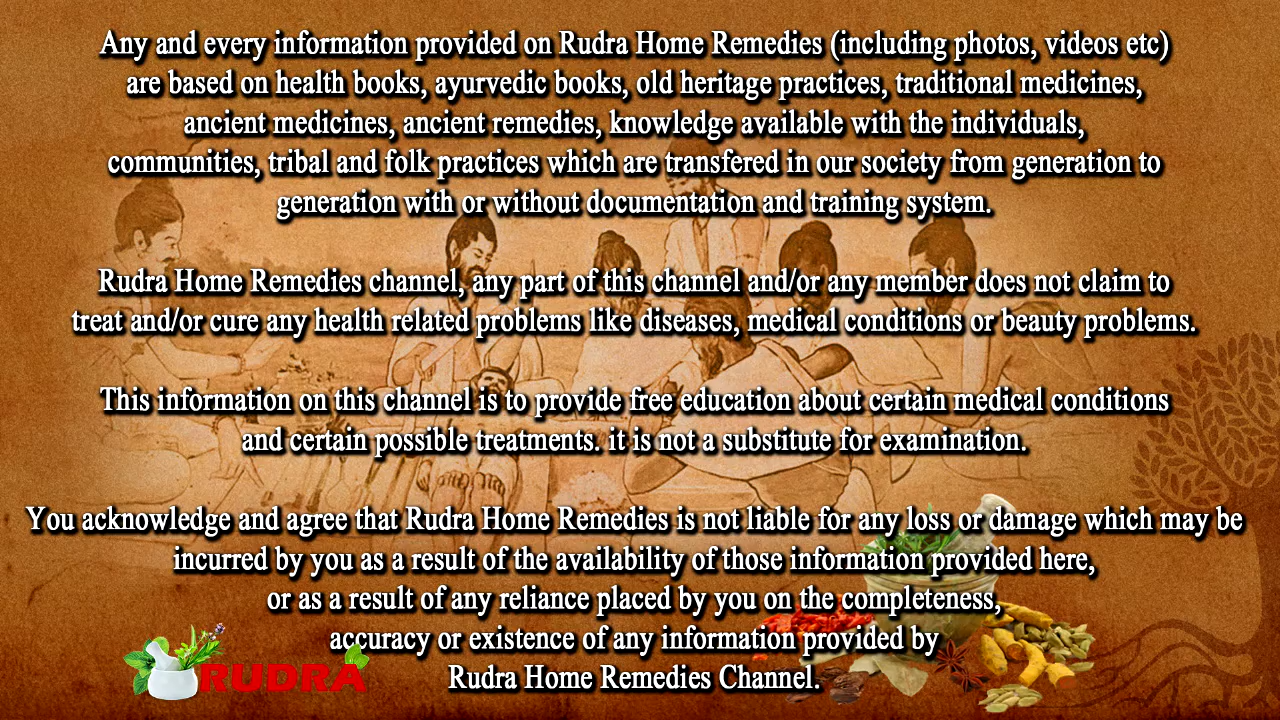 Any and every information provided on Rudra Home Remedies (including photos, videos etc)
are based on health books, ayurvedic books, old heritage practices, traditional medicines,
ancient medicines, ancient remedies, knowledge available with the individuals,
communities, tribal and folk practices which are transfered in our society from generation to
generation with or without documentation and training system.
Rudra Home Remedies channel, any part of this channel and/or any member does not claim to
treat and/or cure any health related problems like diseases, medical conditions or beauty problems.
This information on this channel is to provide free education about certain medical conditions
and certain possible treatments. it is not a substitute for examination.
You acknowledge and agree that Rudra Home Remedies is not liable for any loss or damage which may be
incurred by you as a result of the availability of those information provided here,
or as a result of any reliance placed by you on the completeness,
accuracy or existence of any information provided by
Rudra Home Remedies Channel.
RUDRA